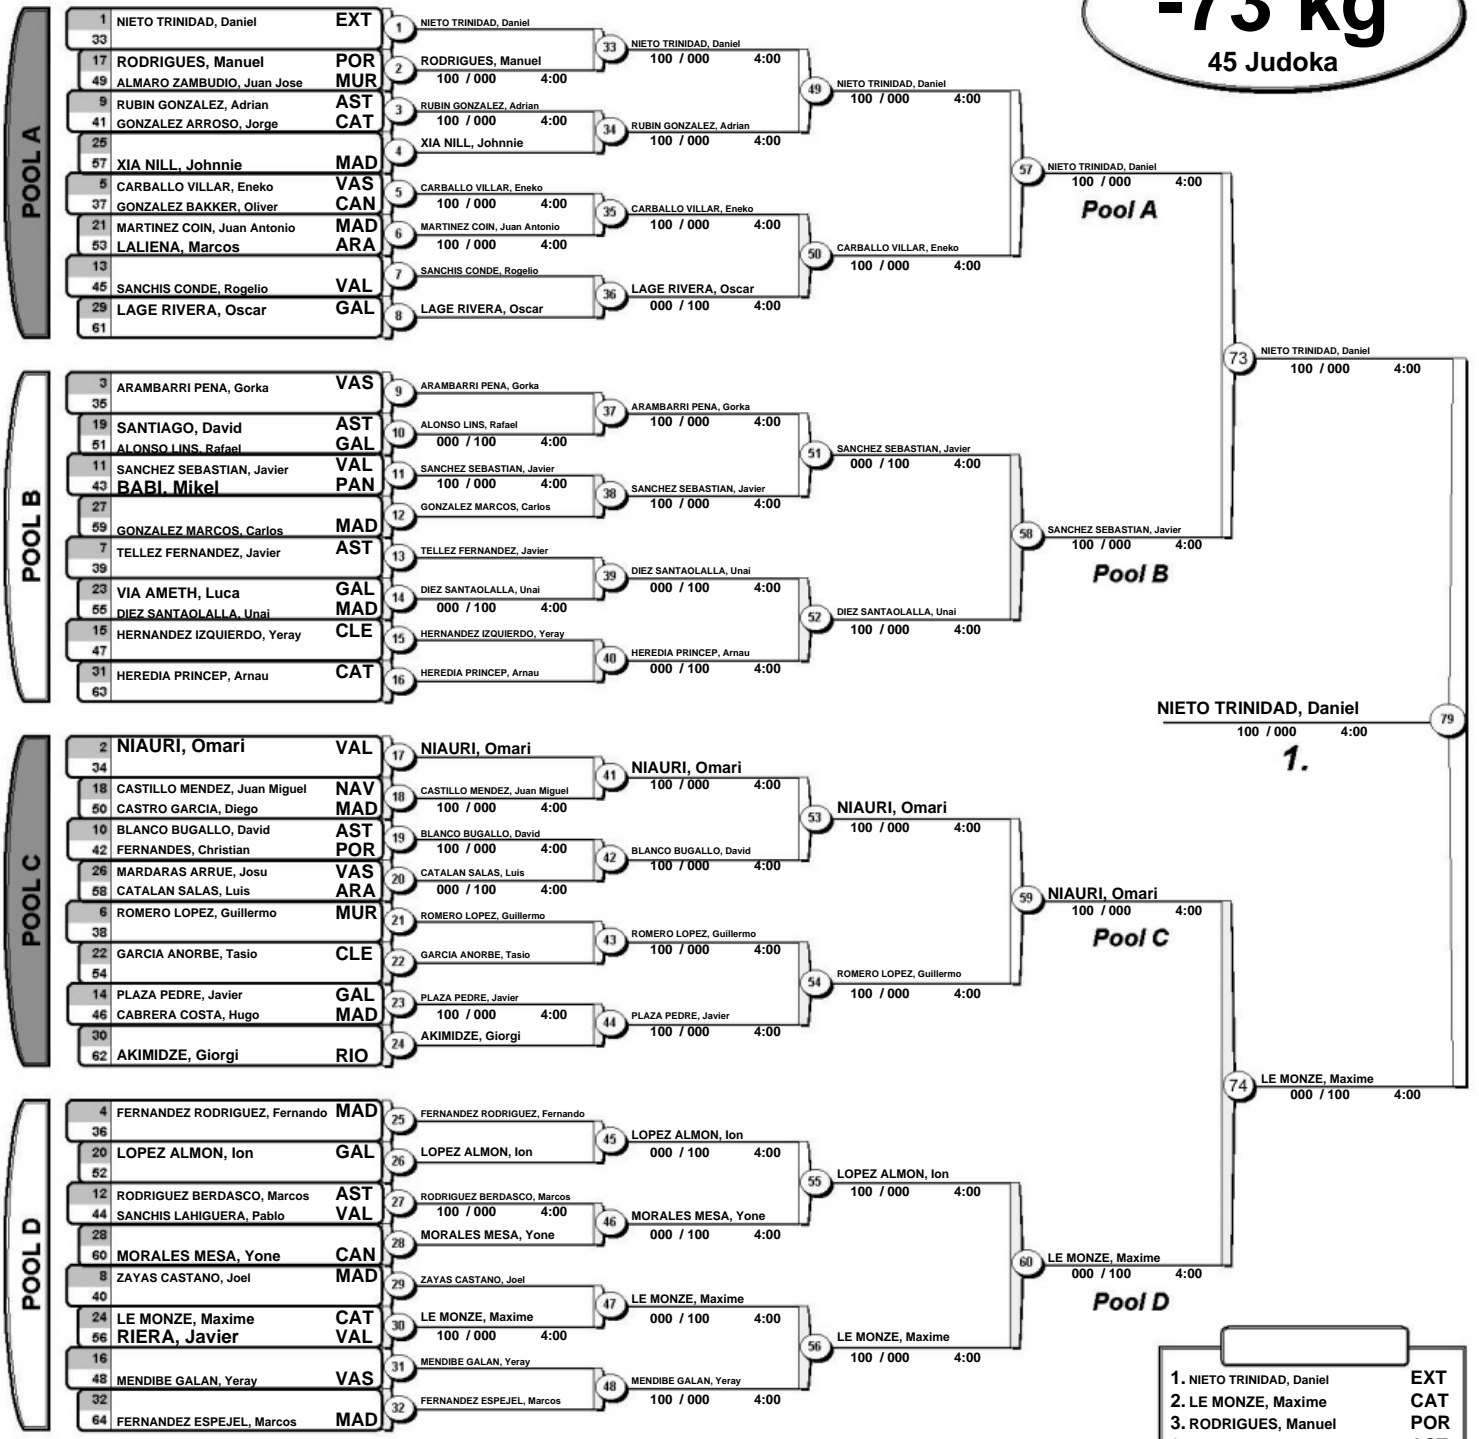 -73 kg
45 Judoka
POOL A
1 NIETO TRINIDAD, Daniel EXT
33
17 RODRIGUES, Manuel POR
49 ALMARO ZAMBUDIO, Juan Jose MUR
9 RUBIN GONZALEZ, Adrian AST
41 GONZALEZ ARROSO, Jorge CAT
25
57 XIA NILL, Johnnie MAD
5 CARBALLO VILLAR, Eneko VAS
37 GONZALEZ BAKKER, Oliver CAN
21 MARTINEZ COIN, Juan Antonio MAD
53 LALIENA, Marcos ARA
13
45 SANCHIS CONDE, Rogelio VAL
29 LAGE RIVERA, Oscar GAL
61
1 NIETO TRINIDAD, Daniel
2 RODRIGUES, Manuel
100 / 000 4:00
3 RUBIN GONZALEZ, Adrian
100 / 000 4:00
4 XIA NILL, Johnnie
5 CARBALLO VILLAR, Eneko
100 / 000 4:00
6 MARTINEZ COIN, Juan Antonio
100 / 000 4:00
7 SANCHIS CONDE, Rogelio
8 LAGE RIVERA, Oscar
33 NIETO TRINIDAD, Daniel
100 / 000 4:00
34 RUBIN GONZALEZ, Adrian
100 / 000 4:00
35 CARBALLO VILLAR, Eneko
100 / 000 4:00
36 LAGE RIVERA, Oscar
000 / 100 4:00
49 NIETO TRINIDAD, Daniel
100 / 000 4:00
50 CARBALLO VILLAR, Eneko
100 / 000 4:00
57 NIETO TRINIDAD, Daniel
100 / 000 4:00
Pool A
POOL B
3 ARAMBARRI PENA, Gorka VAS
35
19 SANTIAGO, David AST
51 ALONSO LINS, Rafael GAL
11 SANCHEZ SEBASTIAN, Javier VAL
43 BABI, Mikel PAN
27
59 GONZALEZ MARCOS, Carlos MAD
7 TELLEZ FERNANDEZ, Javier AST
39
23 VIA AMETH, Luca GAL
55 DIEZ SANTAOLALLA, Unai MAD
15 HERNANDEZ IZQUIERDO, Yeray CLE
47
31 HEREDIA PRINCEP, Arnau CAT
63
9 ARAMBARRI PENA, Gorka
10 ALONSO LINS, Rafael
000 / 100 4:00
11 SANCHEZ SEBASTIAN, Javier
100 / 000 4:00
12 GONZALEZ MARCOS, Carlos
13 TELLEZ FERNANDEZ, Javier
14 DIEZ SANTAOLALLA, Unai
000 / 100 4:00
15 HERNANDEZ IZQUIERDO, Yeray
16 HEREDIA PRINCEP, Arnau
37 ARAMBARRI PENA, Gorka
100 / 000 4:00
38 SANCHEZ SEBASTIAN, Javier
100 / 000 4:00
39 DIEZ SANTAOLALLA, Unai
000 / 100 4:00
40 HEREDIA PRINCEP, Arnau
000 / 100 4:00
51 SANCHEZ SEBASTIAN, Javier
000 / 100 4:00
52 DIEZ SANTAOLALLA, Unai
100 / 000 4:00
58 SANCHEZ SEBASTIAN, Javier
100 / 000 4:00
Pool B
73 NIETO TRINIDAD, Daniel
100 / 000 4:00
NIETO TRINIDAD, Daniel 79
100 / 000 4:00
1.
POOL C
2 NIAURI, Omari VAL
34
18 CASTILLO MENDEZ, Juan Miguel NAV
50 CASTRO GARCIA, Diego MAD
10 BLANCO BUGALLO, David AST
42 FERNANDES, Christian POR
26 MARDARAS ARRUE, Josu VAS
58 CATALAN SALAS, Luis ARA
6 ROMERO LOPEZ, Guillermo MUR
38
22 GARCIA ANORBE, Tasio CLE
54
14 PLAZA PEDRE, Javier GAL
46 CABRERA COSTA, Hugo MAD
30
62 AKIMIDZE, Giorgi RIO
17 NIAURI, Omari
18 CASTILLO MENDEZ, Juan Miguel
100 / 000 4:00
19 BLANCO BUGALLO, David
100 / 000 4:00
20 CATALAN SALAS, Luis
000 / 100 4:00
21 ROMERO LOPEZ, Guillermo
22 GARCIA ANORBE, Tasio
23 PLAZA PEDRE, Javier
100 / 000 4:00
24 AKIMIDZE, Giorgi
41 NIAURI, Omari
100 / 000 4:00
42 BLANCO BUGALLO, David
100 / 000 4:00
43 ROMERO LOPEZ, Guillermo
100 / 000 4:00
44 PLAZA PEDRE, Javier
100 / 000 4:00
53 NIAURI, Omari
100 / 000 4:00
54 ROMERO LOPEZ, Guillermo
100 / 000 4:00
59 NIAURI, Omari
100 / 000 4:00
Pool C
74 LE MONZE, Maxime
000 / 100 4:00
POOL D
4 FERNANDEZ RODRIGUEZ, Fernando MAD
36
20 LOPEZ ALMON, Ion GAL
52
12 RODRIGUEZ BERDASCO, Marcos AST
44 SANCHIS LAHIGUERA, Pablo VAL
28
60 MORALES MESA, Yone CAN
8 ZAYAS CASTANO, Joel MAD
40
24 LE MONZE, Maxime CAT
56 RIERA, Javier VAL
16
48 MENDIBE GALAN, Yeray VAS
32
64 FERNANDEZ ESPEJEL, Marcos MAD
25 FERNANDEZ RODRIGUEZ, Fernando
26 LOPEZ ALMON, Ion
27 RODRIGUEZ BERDASCO, Marcos
100 / 000 4:00
28 MORALES MESA, Yone
29 ZAYAS CASTANO, Joel
30 LE MONZE, Maxime
100 / 000 4:00
31 MENDIBE GALAN, Yeray
32 FERNANDEZ ESPEJEL, Marcos
45 LOPEZ ALMON, Ion
000 / 100 4:00
46 MORALES MESA, Yone
000 / 100 4:00
47 LE MONZE, Maxime
000 / 100 4:00
48 MENDIBE GALAN, Yeray
100 / 000 4:00
55 LOPEZ ALMON, Ion
100 / 000 4:00
56 LE MONZE, Maxime
100 / 000 4:00
60 LE MONZE, Maxime
000 / 100 4:00
Pool D
1. NIETO TRINIDAD, Daniel EXT
2. LE MONZE, Maxime CAT
3. RODRIGUES, Manuel POR